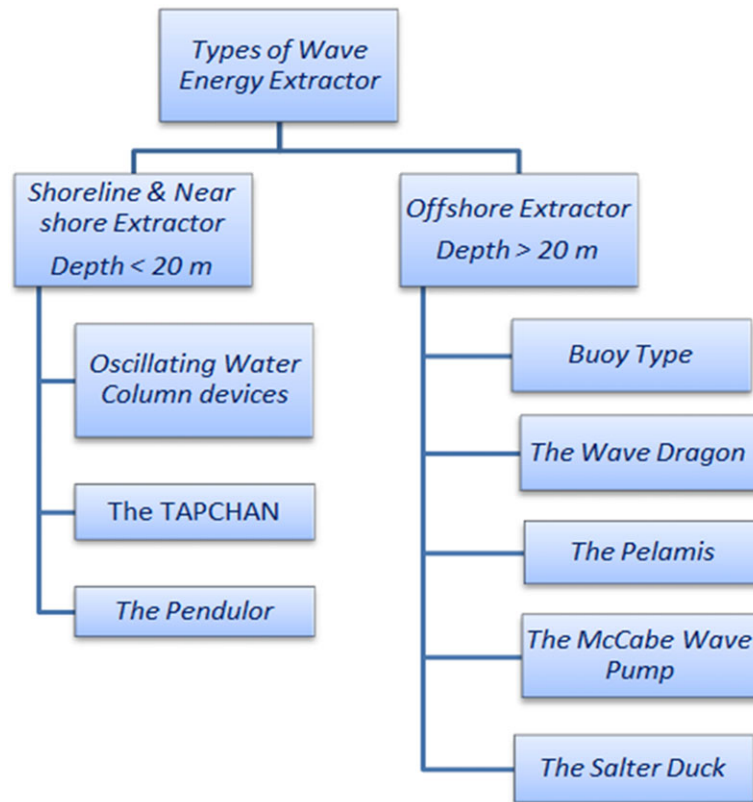 Types of Wave
Energy Extractor
Shoreline & Near
shore Extractor
Depth < 20 m
Oscillating Water
Column devices
The TAPCHAN
The Pendulor
Offshore Extractor
Depth > 20 m
Buoy Type
The Wave Dragon
The Pelamis
The McCabe Wave
Pump
The Salter Duck